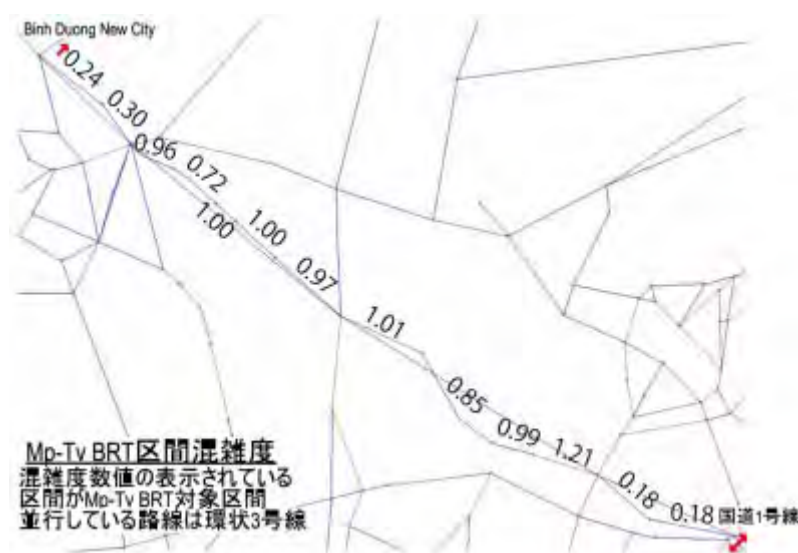 Binh Duong New City
0.24
0.30
0.96
0.72
1.00
1.00
0.97
1.01
0.85
0.99
1.21
0.18
0.18
国道1号線
Mp-Tv BRT区間混雑度
混雑度数値の表示されている
区間がMp-Tv BRT対象区間
並行している路線は環状3号線